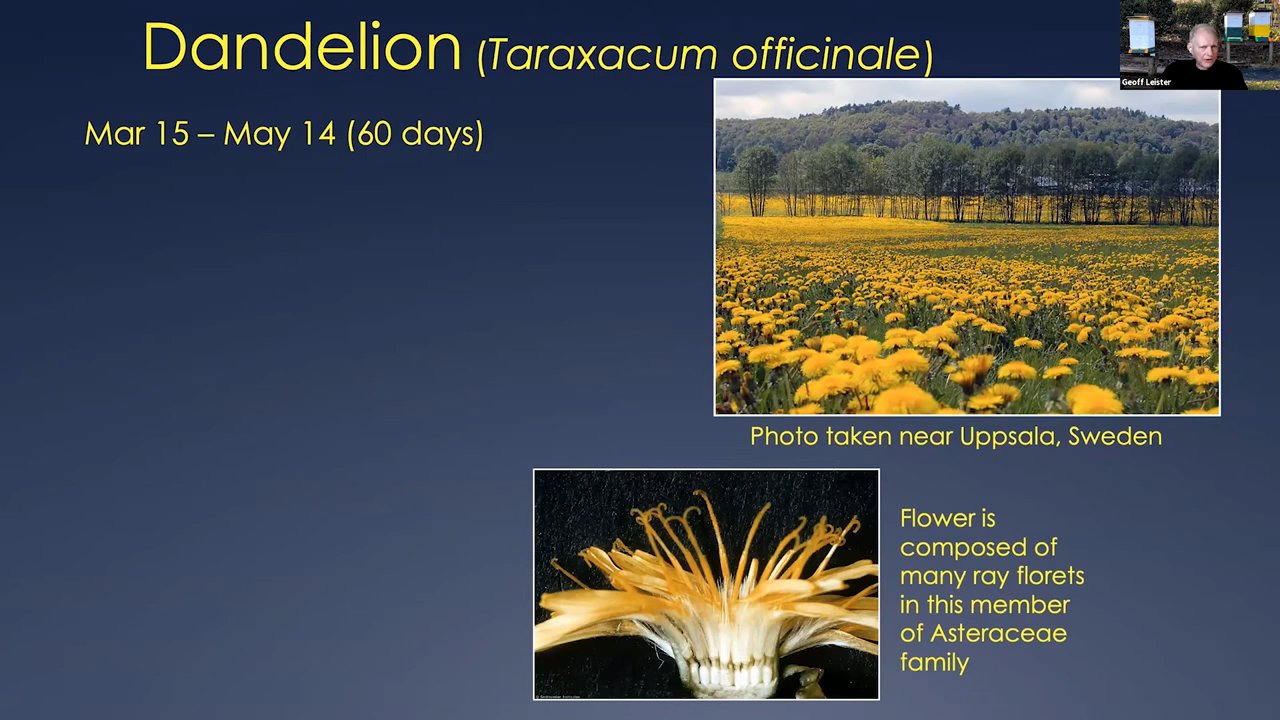 Dandelion (Taraxacum officinale)
Geoff Leister
Mar 15 – May 14 (60 days)
Photo taken near Uppsala, Sweden
Flower is
composed of
many ray florets
in this member
of Asteraceae
family